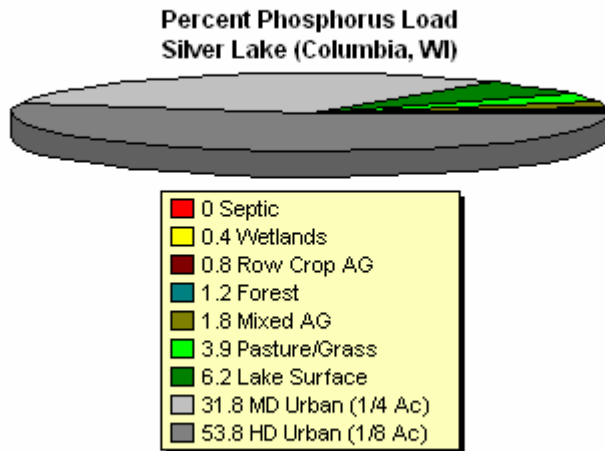 Percent Phosphorus Load
Silver Lake (Columbia, WI)
0 Septic
0.4 Wetlands
0.8 Row Crop AG
1.2 Forest
1.8 Mixed AG
3.9 Pasture/Grass
6.2 Lake Surface
31.8 MD Urban (1/4 Ac)
53.8 HD Urban (1/8 Ac)